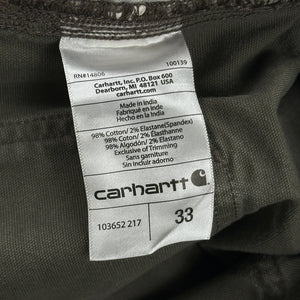 RN#14806 100139
Carhartt, Inc. P.O. Box 600
Dearborn, MI 48121 USA
carhartt.com
Made in India
Fabriqué en Inde
Hecho en la India
98% Cotton/ 2% Elastane(Spandex)
98% Coton/ 2% Élasthanne
98% Algodón/ 2% Elastano
Exclusive of Trimming
Sans garniture
Sin incluir adorno
carhartt
103652 217 33